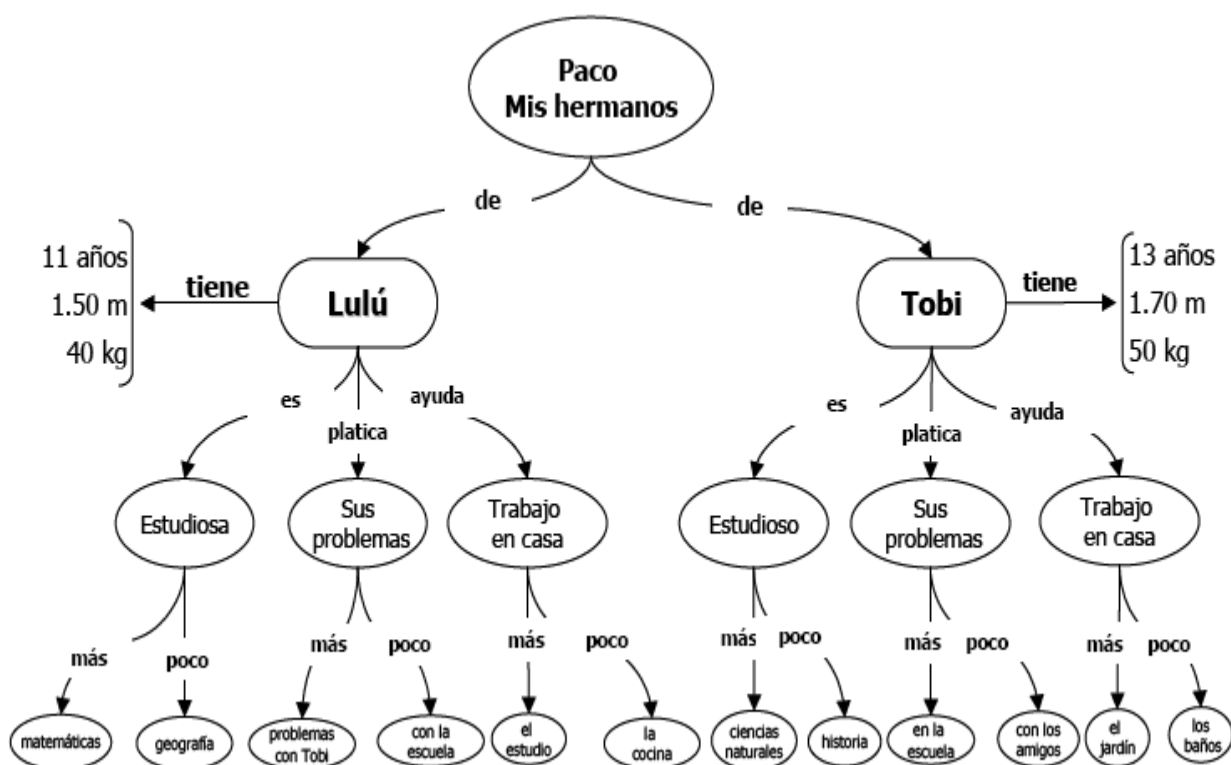 Paco
Mis hermanos
de
de
11 años
1.50 m
40 kg
tiene
Lulú
Tobi
tiene
13 años
1.70 m
50 kg
es
platica
ayuda
es
platica
ayuda
Estudiosa
Sus
problemas
Trabajo
en casa
Estudioso
Sus
problemas
Trabajo
en casa
más
poco
más
poco
más
poco
más
poco
más
poco
más
poco
matemáticas
geografía
problemas
con Tobi
con la
escuela
el
estudio
la
cocina
ciencias
naturales
historia
en la
escuela
con los
amigos
el
jardín
los
baños